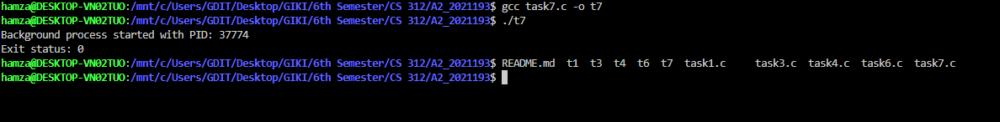 hamza@DESKTOP-VN02TUO:/mnt/c/Users/GDIT/Desktop/GIKI/6th Semester/CS 312/A2_2021193$ gcc task7.c -o t7
hamza@DESKTOP-VN02TUO:/mnt/c/Users/GDIT/Desktop/GIKI/6th Semester/CS 312/A2_2021193$ ./t7
Background process started with PID: 37774
Exit status: 0
hamza@DESKTOP-VN02TUO:/mnt/c/Users/GDIT/Desktop/GIKI/6th Semester/CS 312/A2_2021193$ README.md  t1  t3  t4  t6  t7  task1.c     task3.c  task4.c  task6.c  task7.c
hamza@DESKTOP-VN02TUO:/mnt/c/Users/GDIT/Desktop/GIKI/6th Semester/CS 312/A2_2021193$